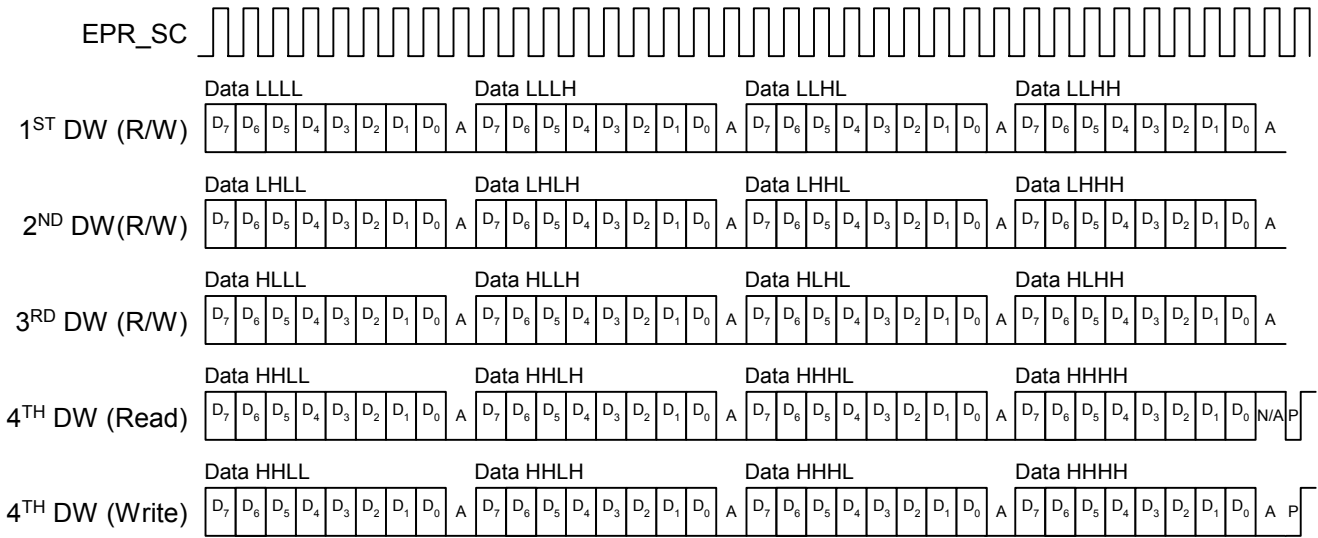 EPR_SC
Data LLLL Data LLLH Data LLHL Data LLHH
1ST DW (R/W) D7 D6 D5 D4 D3 D2 D1 D0 A D7 D6 D5 D4 D3 D2 D1 D0 A D7 D6 D5 D4 D3 D2 D1 D0 A D7 D6 D5 D4 D3 D2 D1 D0 A
Data LHLL Data LHLH Data LHHL Data LHHH
2ND DW(R/W) D7 D6 D5 D4 D3 D2 D1 D0 A D7 D6 D5 D4 D3 D2 D1 D0 A D7 D6 D5 D4 D3 D2 D1 D0 A D7 D6 D5 D4 D3 D2 D1 D0 A
Data HLLL Data HLLH Data HLHL Data HLHH
3RD DW (R/W) D7 D6 D5 D4 D3 D2 D1 D0 A D7 D6 D5 D4 D3 D2 D1 D0 A D7 D6 D5 D4 D3 D2 D1 D0 A D7 D6 D5 D4 D3 D2 D1 D0 A
Data HHLL Data HHLH Data HHHL Data HHHH
4TH DW (Read) D7 D6 D5 D4 D3 D2 D1 D0 A D7 D6 D5 D4 D3 D2 D1 D0 A D7 D6 D5 D4 D3 D2 D1 D0 A D7 D6 D5 D4 D3 D2 D1 D0 N/A P
Data HHLL Data HHLH Data HHHL Data HHHH
4TH DW (Write) D7 D6 D5 D4 D3 D2 D1 D0 A D7 D6 D5 D4 D3 D2 D1 D0 A D7 D6 D5 D4 D3 D2 D1 D0 A D7 D6 D5 D4 D3 D2 D1 D0 A P